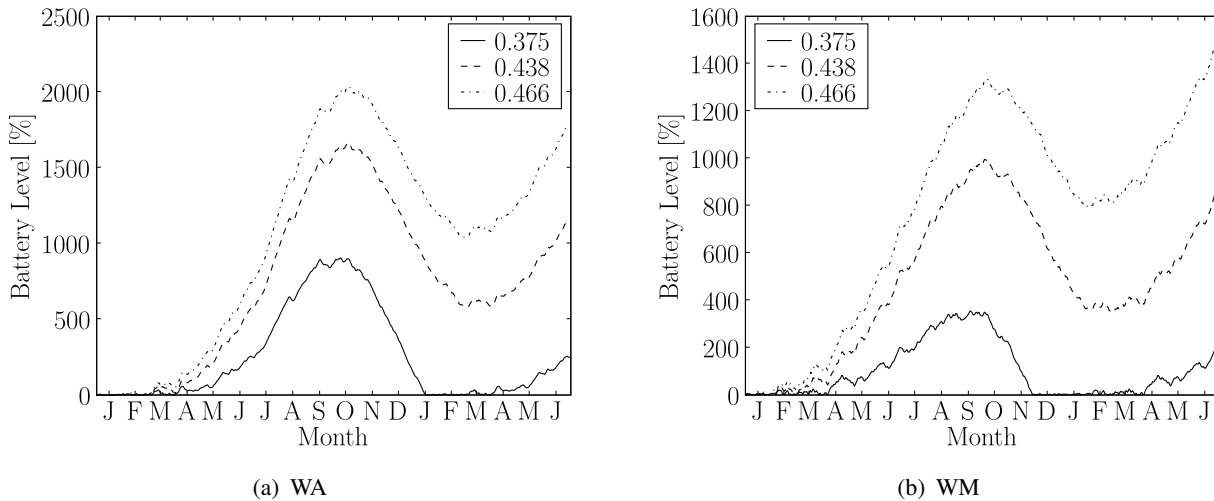 2500
2000
1500
1000
500
0
Battery Level [%]
0.375
0.438
0.466
J F M A M J J A S O N D J F M A M J
Month
(a) WA
1600
1400
1200
1000
800
600
400
200
0
Battery Level [%]
0.375
0.438
0.466
J F M A M J J A S O N D J F M A M J
Month
(b) WM